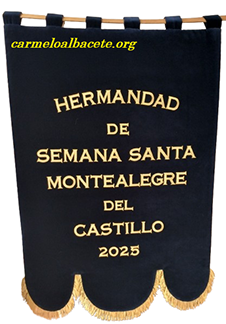 carmeloalbacete.org
HERMANDAD
DE
SEMANA SANTA
MONTEALEGRE
DEL
CASTILLO
2025